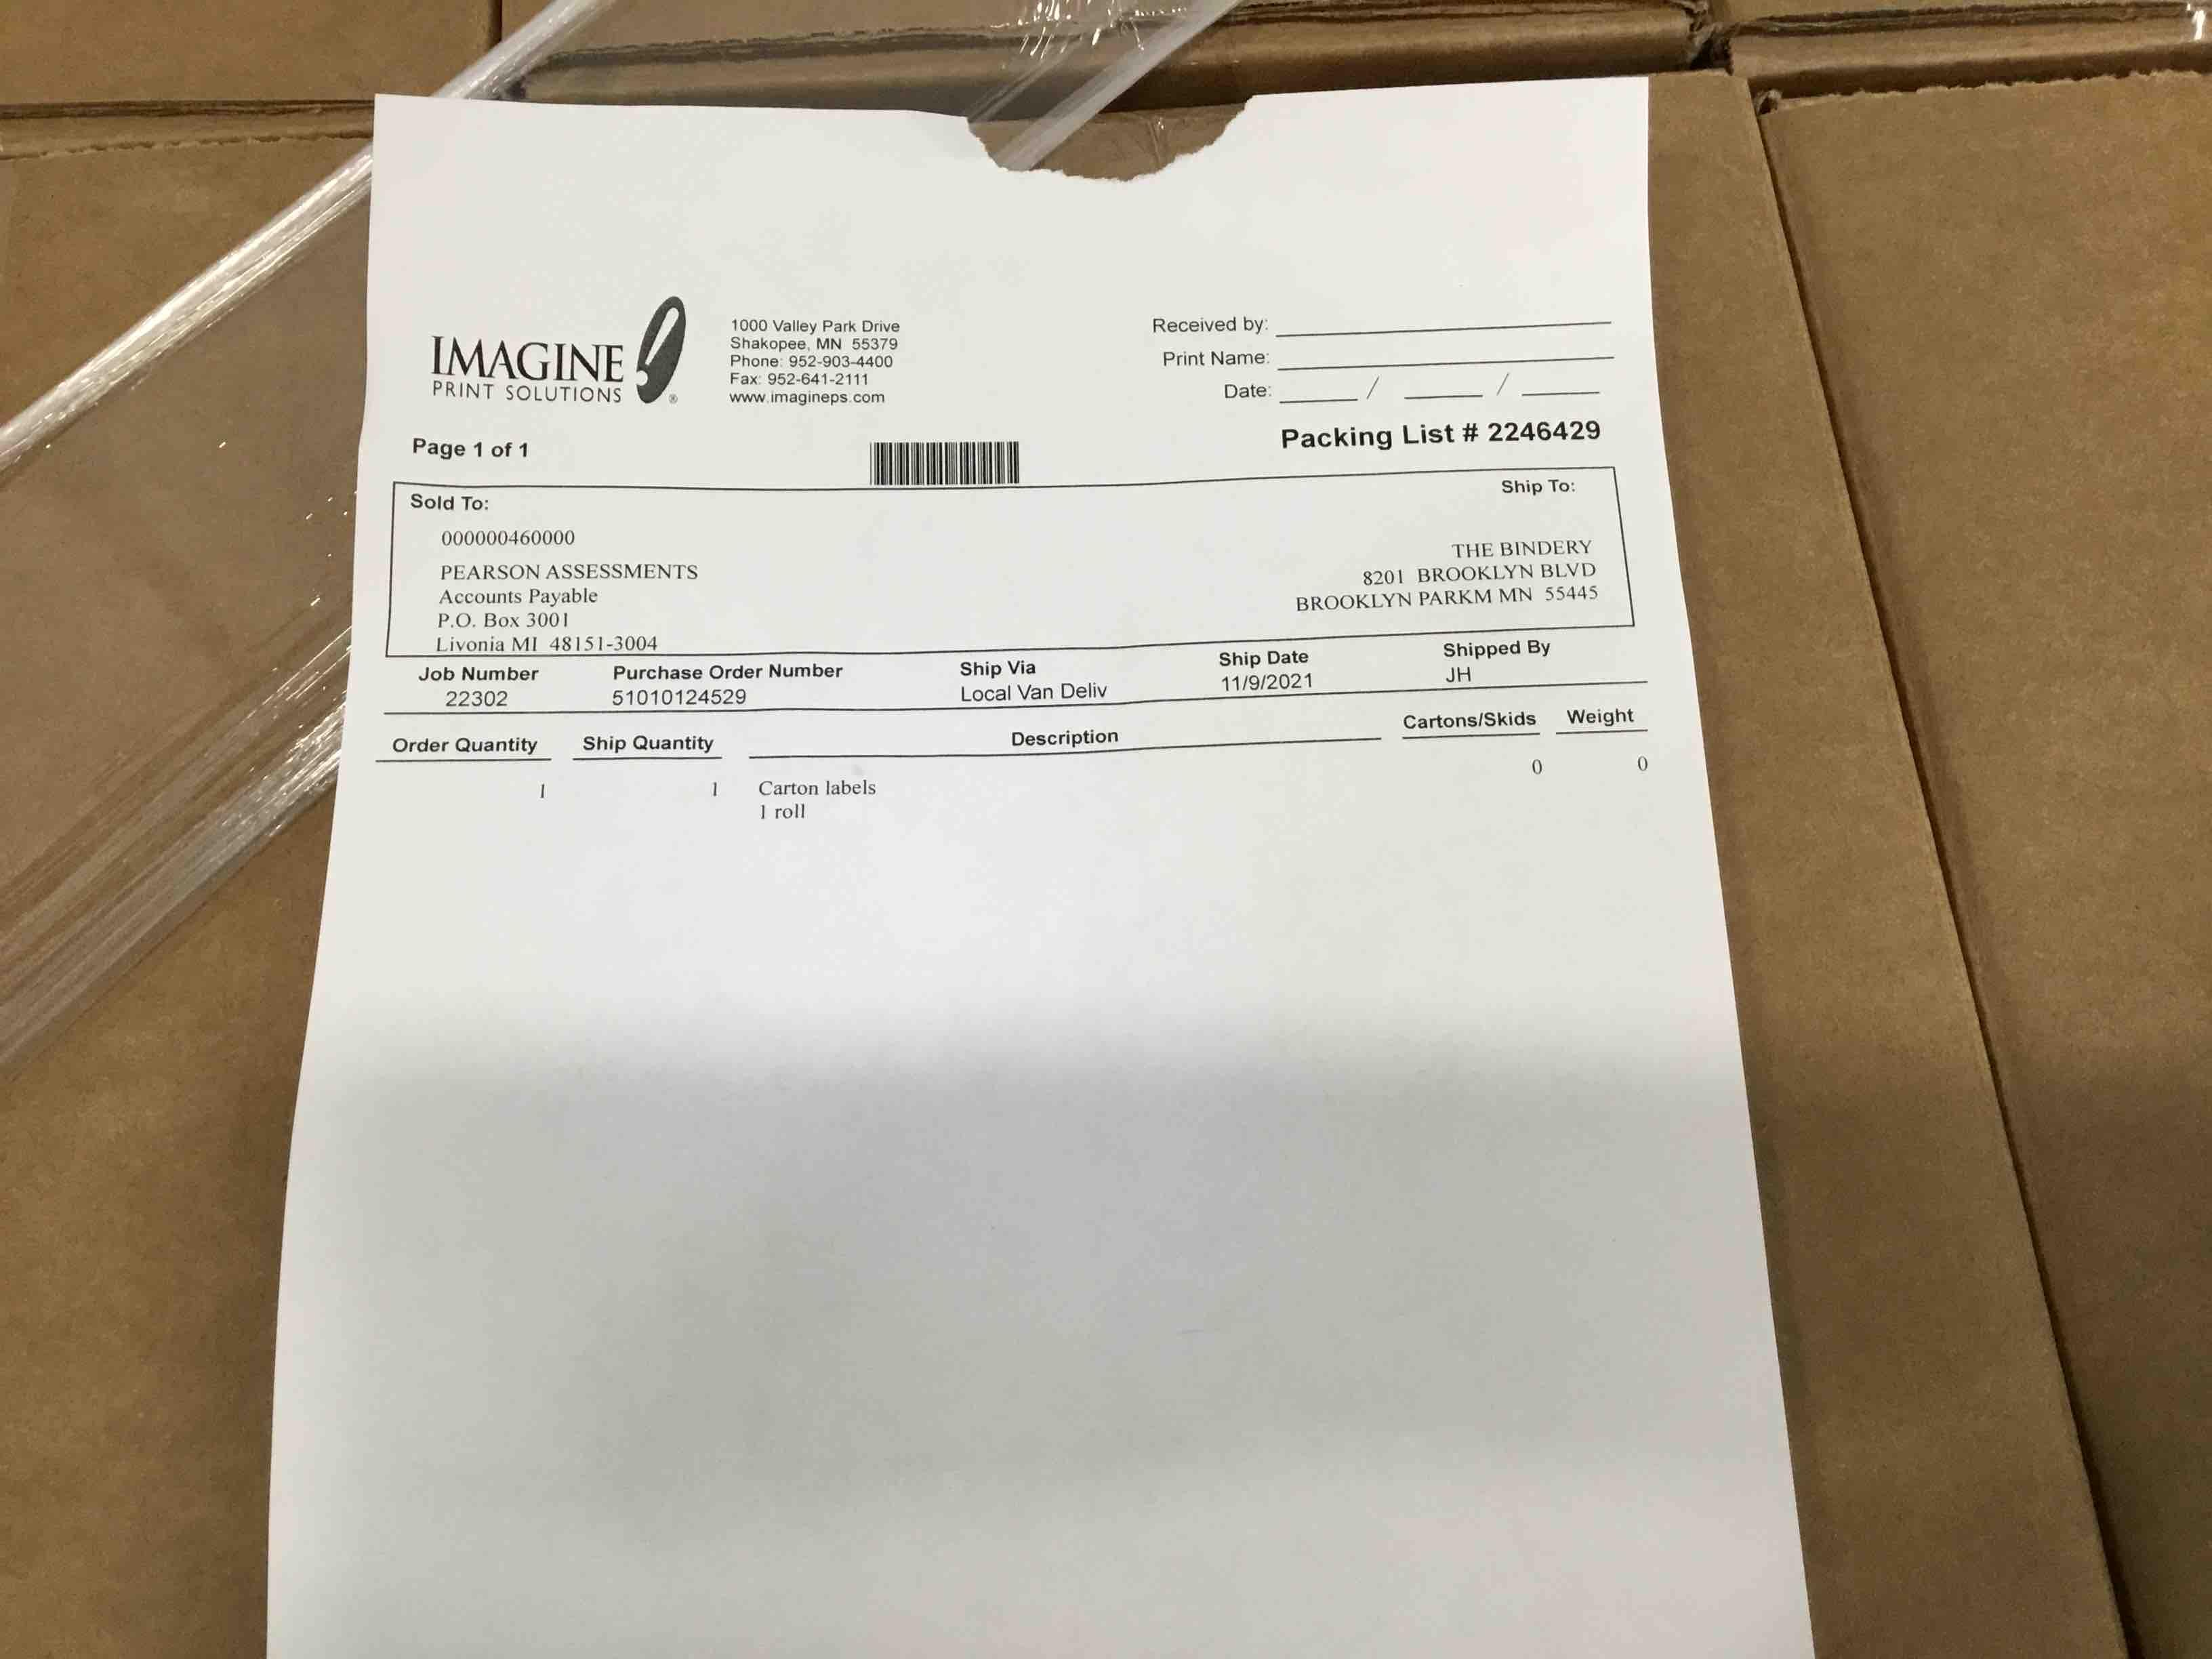 IMAGINE
PRINT SOLUTIONS ®
1000 Valley Park Drive
Shakopee, MN 55379
Phone: 952-903-4400
Fax: 952-641-2111
www.imagineps.com
Received by:
Print Name:
Date: / /
Page 1 of 1
Packing List # 2246429
Sold To:
000000460000
PEARSON ASSESSMENTS
Accounts Payable
P.O. Box 3001
Livonia MI 48151-3004
Ship To:
THE BINDERY
8201 BROOKLYN BLVD
BROOKLYN PARKM MN 55445
Job Number Purchase Order Number Ship Via Ship Date Shipped By
22302 51010124529 Local Van Deliv 11/9/2021 JH
Order Quantity Ship Quantity Description Cartons/Skids Weight
1 1 Carton labels 0 0
1 roll